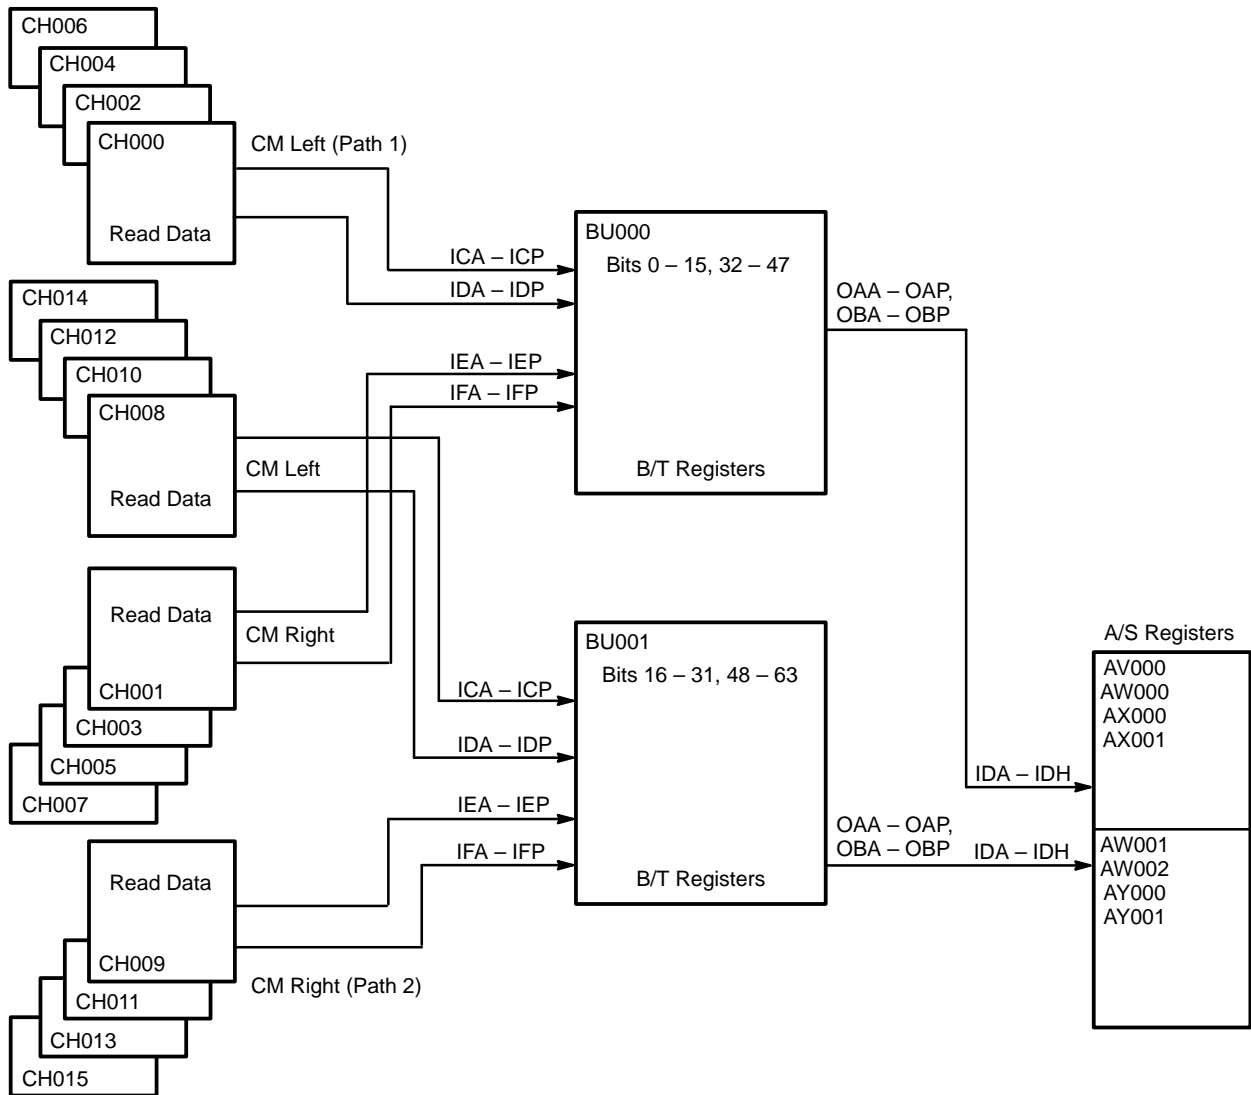 CH006
CH004
CH002
CH000
Read Data
CM Left (Path 1)
ICA – ICP
IDA – IDP
IEA – IEP
IFA – IFP
BU000
Bits 0 – 15, 32 – 47
B/T Registers
OAA – OAP,
OBA – OBP
CH014
CH012
CH010
CH008
Read Data
CM Left
Read Data
CH001
CH003
CH005
CH007
CM Right
ICA – ICP
IDA – IDP
IEA – IEP
IFA – IFP
BU001
Bits 16 – 31, 48 – 63
B/T Registers
OAA – OAP,
OBA – OBP
IDA – IDH
IDA – IDH
A/S Registers
AV000
AW000
AX000
AX001
AW001
AW002
AY000
AY001
Read Data
CH009
CH011
CH013
CH015
CM Right (Path 2)